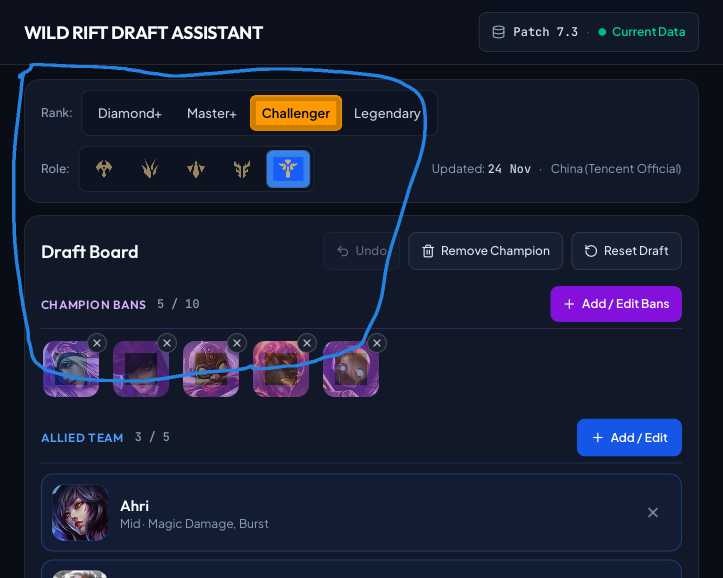 WILD RIFT DRAFT ASSISTANT
Patch 7.3 · Current Data
Rank: Diamond+ Master+ Challenger Legendary
Role:
Updated: 24 Nov · China (Tencent Official)
Draft Board
Undo
Remove Champion
Reset Draft
CHAMPION BANS 5 / 10
Add / Edit Bans
ALLIED TEAM 3 / 5
Add / Edit
Ahri
Mid · Magic Damage, Burst